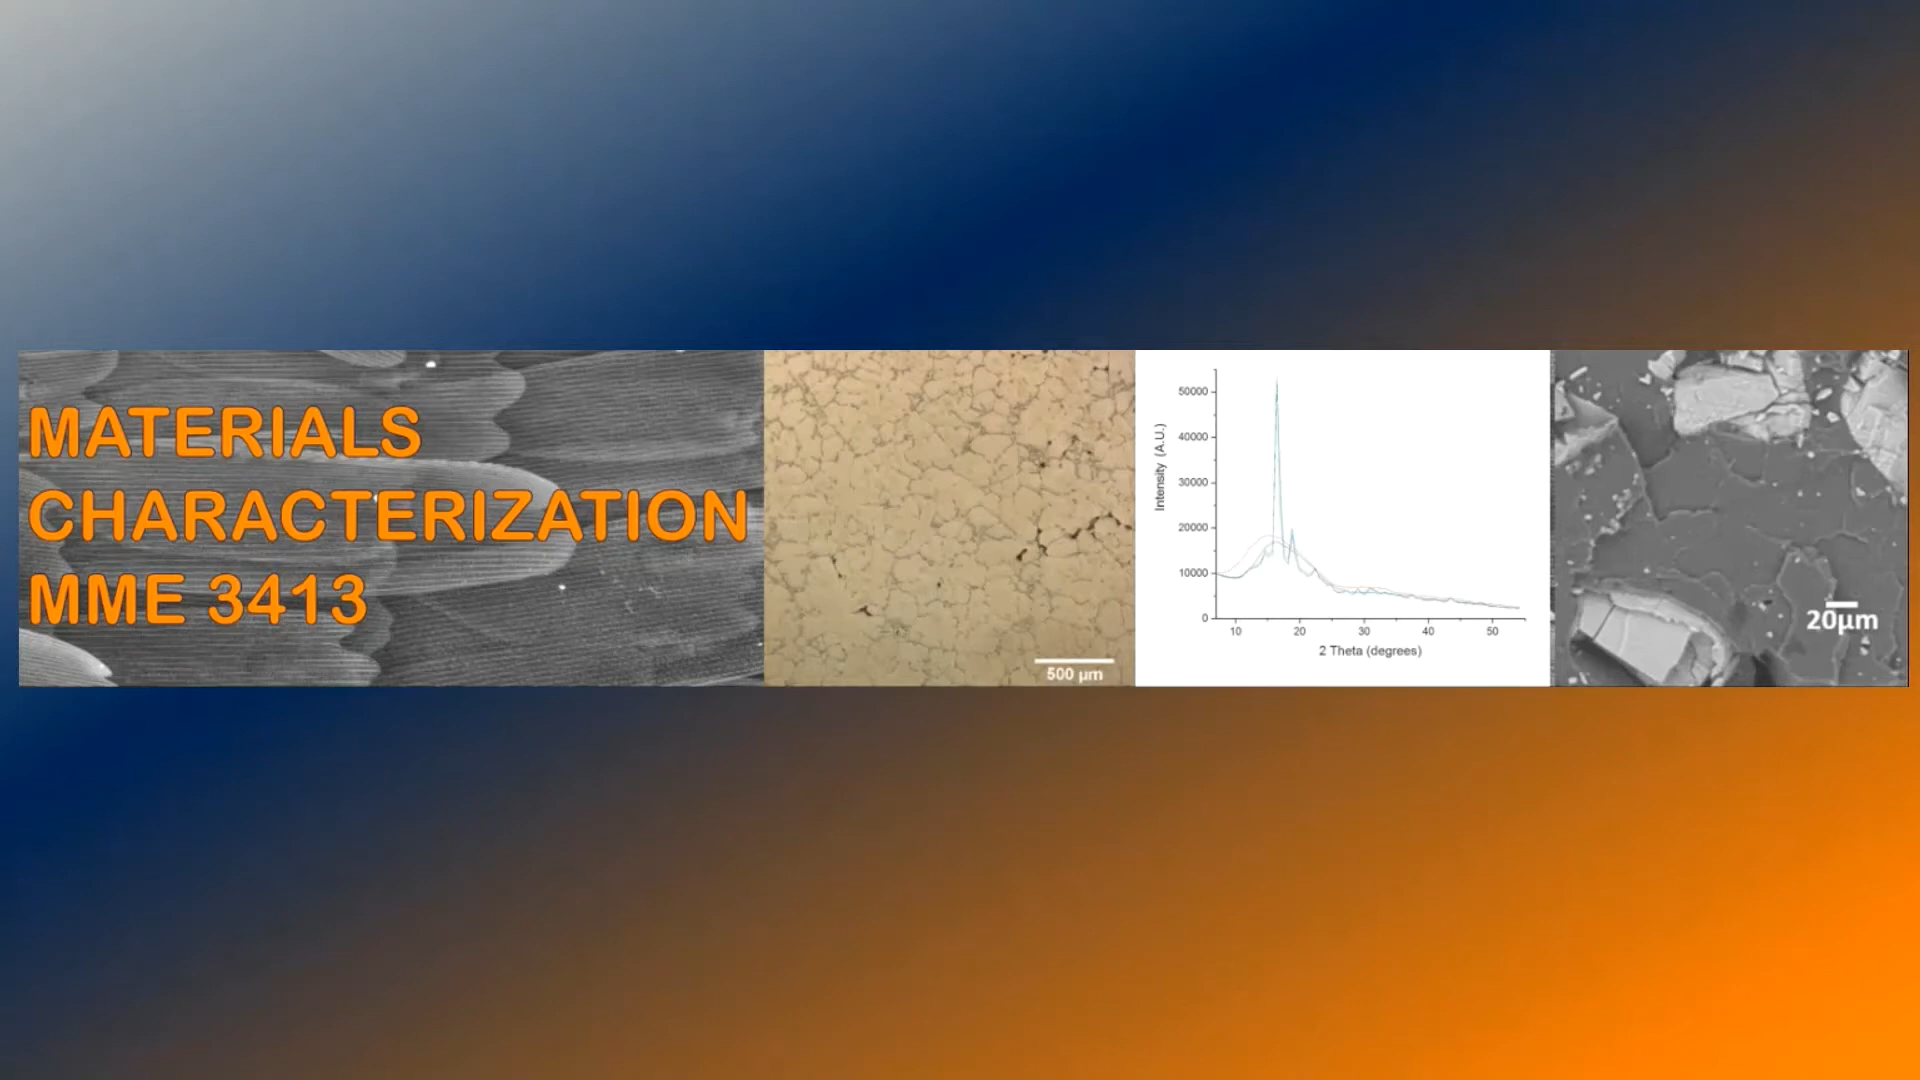 MATERIALS
CHARACTERIZATION
MME 3413
500 µm
Intensity (A.U.)
50000
40000
30000
20000
10000
0
10 20 30 40 50
2 Theta (degrees)
20µm